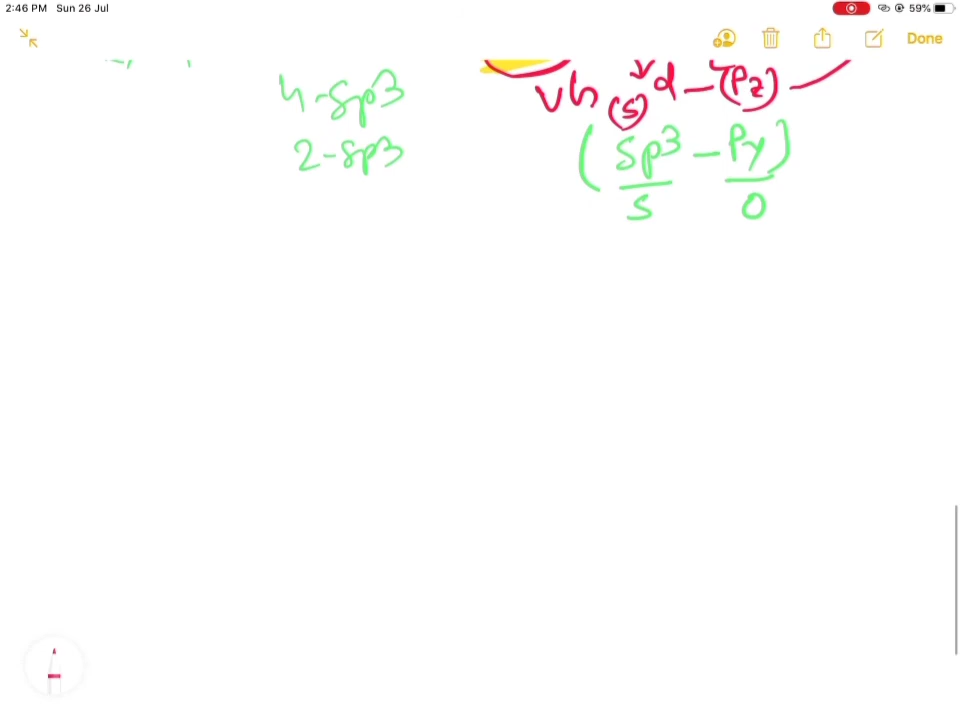 2:46 PM Sun 26 Jul
59%
Done
(s) d - (Pz)
4-Sp3
2-Sp3
(Sp3 - Py)
S O